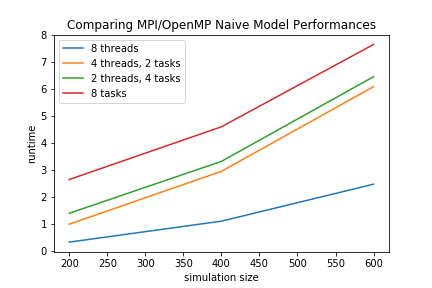 Comparing MPI/OpenMP Naive Model Performances
8 threads
4 threads, 2 tasks
2 threads, 4 tasks
8 tasks
runtime
8
7
6
5
4
3
2
1
0
200 250 300 350 400 450 500 550 600
simulation size